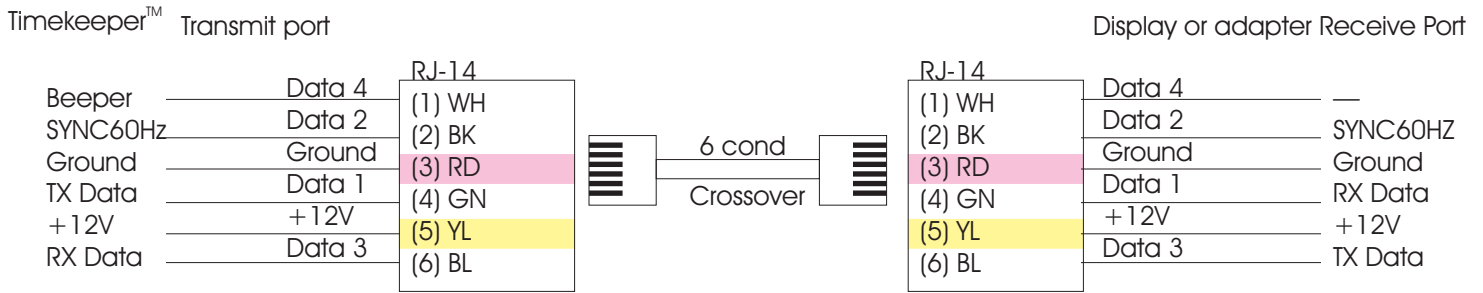 Timekeeper™ Transmit port
Display or adapter Receive Port
RJ-14
Beeper Data 4 (1) WH
SYNC60Hz Data 2 (2) BK
Ground Ground (3) RD
TX Data Data 1 (4) GN
+12V +12V (5) YL
RX Data Data 3 (6) BL
6 cond
Crossover
RJ-14
(1) WH Data 4 —
(2) BK Data 2 SYNC60HZ
(3) RD Ground Ground
(4) GN Data 1 RX Data
(5) YL +12V +12V
(6) BL Data 3 TX Data